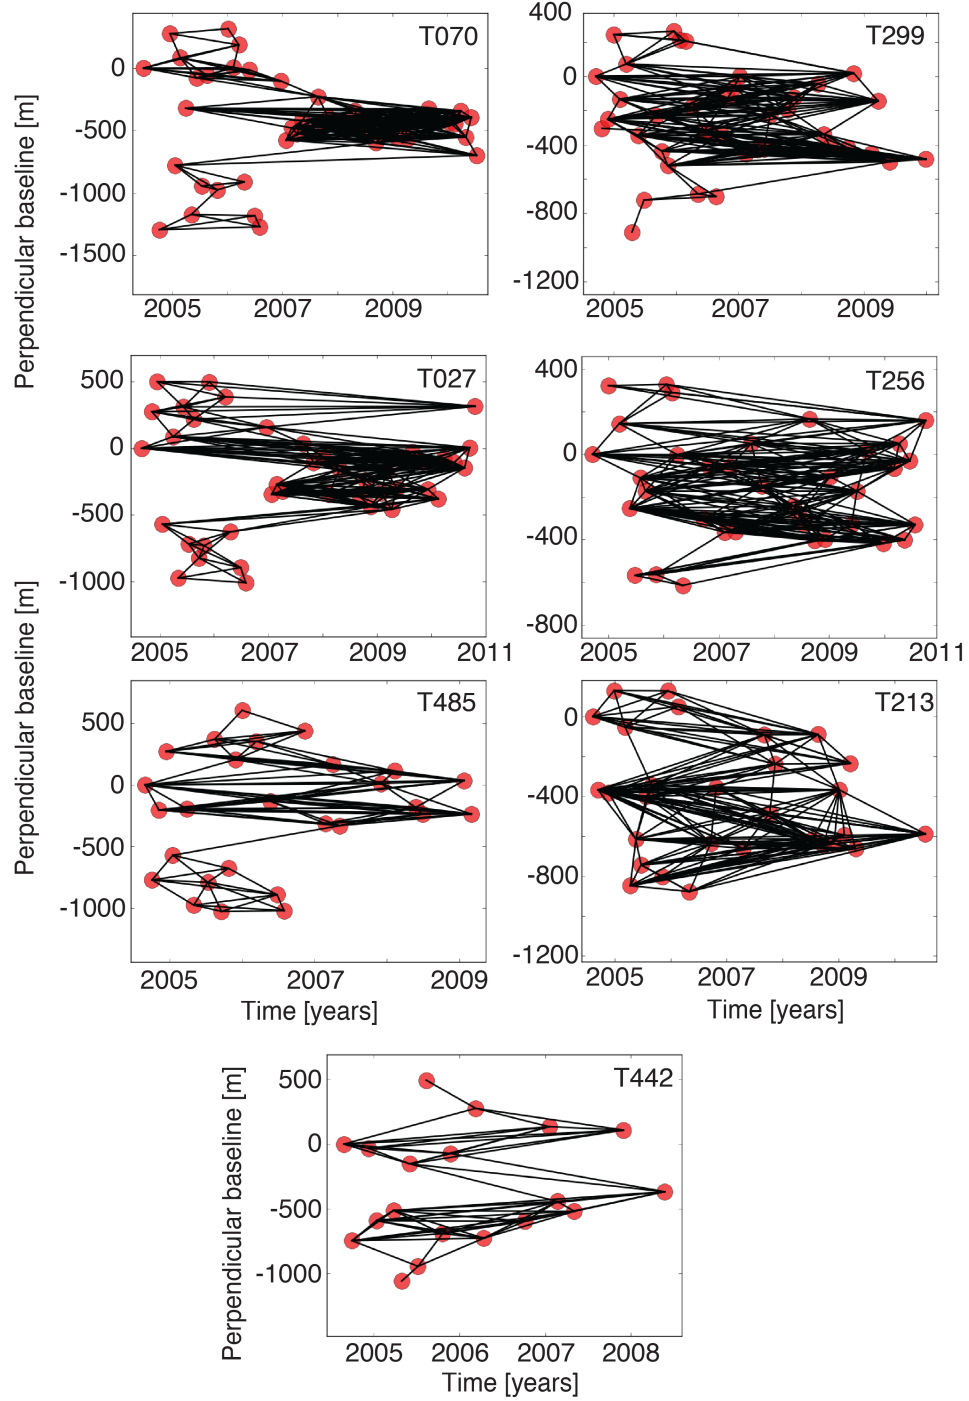 T070
0
-500
-1000
-1500
2005 2007 2009
Perpendicular baseline [m]
T299
400
0
-400
-800
-1200
2005 2007 2009
T027
500
0
-500
-1000
2005 2007 2009 2011
T256
400
0
-400
-800
2005 2007 2009 2011
T485
500
0
-500
-1000
2005 2007 2009
Time [years]
Perpendicular baseline [m]
T213
0
-400
-800
-1200
2005 2007 2009
Time [years]
T442
500
0
-500
-1000
2005 2006 2007 2008
Time [years]
Perpendicular baseline [m]